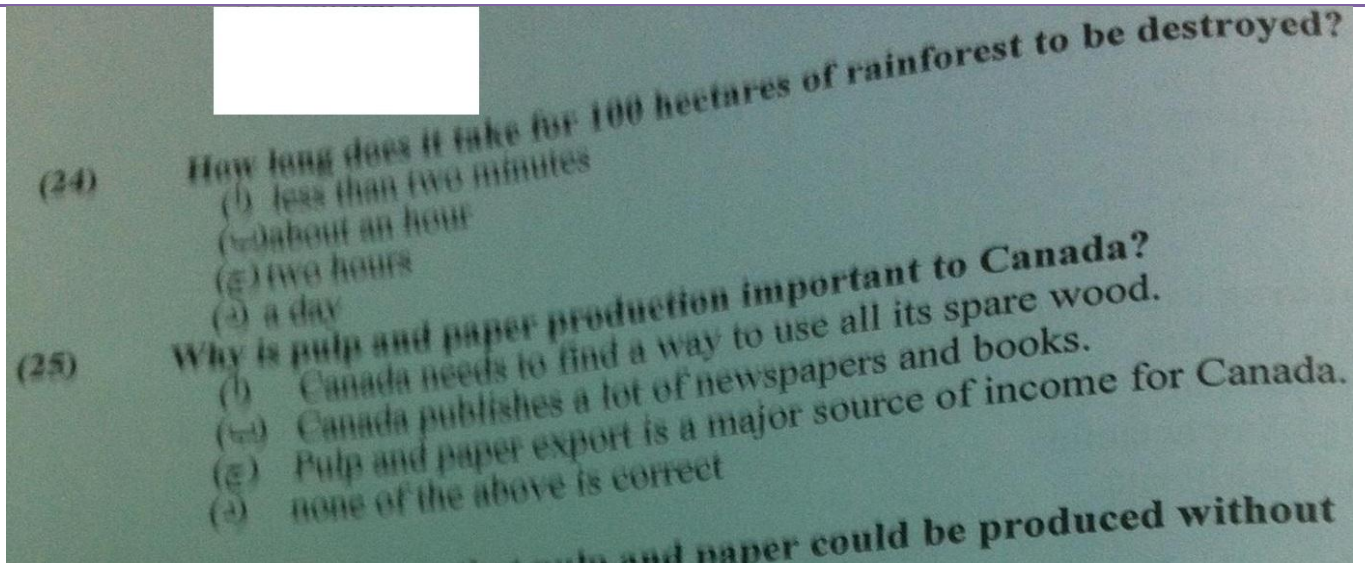 (24) How long does it take for 100 hectares of rainforest to be destroyed?
(أ) less than two minutes
(ب) about an hour
(ج) two hours
(د) a day
(25) Why is pulp and paper production important to Canada?
(أ) Canada needs to find a way to use all its spare wood.
(ب) Canada publishes a lot of newspapers and books.
(ج) Pulp and paper export is a major source of income for Canada.
(د) none of the above is correct
pulp and paper could be produced without